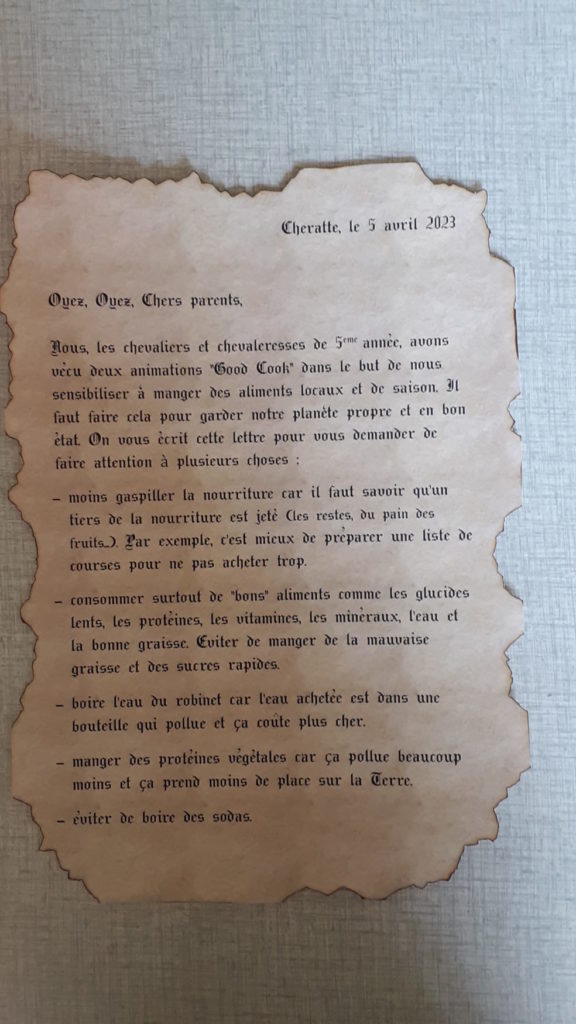 Cheratte, le 5 avril 2023
Oyez, Oyez, Chers parents,
Nous, les chevaliers et chevaleresses de 5eme année, avons
vécu deux animations "Good Cook" dans le but de nous
sensibiliser à manger des aliments locaux et de saison. Il
faut faire cela pour garder notre planète propre et en bon
état. On vous écrit cette lettre pour vous demander de
faire attention à plusieurs choses :
- moins gaspiller la nourriture car il faut savoir qu'un
tiers de la nourriture est jeté (les restes, du pain des
fruits...). Par exemple, c'est mieux de préparer une liste de
courses pour ne pas acheter trop.
- consommer surtout de "bons" aliments comme les glucides
lents, les protéines, les vitamines, les minéraux, l'eau et
la bonne graisse. Eviter de manger de la mauvaise
graisse et des sucres rapides.
- boire l'eau du robinet car l'eau achetée est dans une
bouteille qui pollue et ça coûte plus cher.
- manger des protéines végétales car ça pollue beaucoup
moins et ça prend moins de place sur la Terre.
- éviter de boire des sodas.